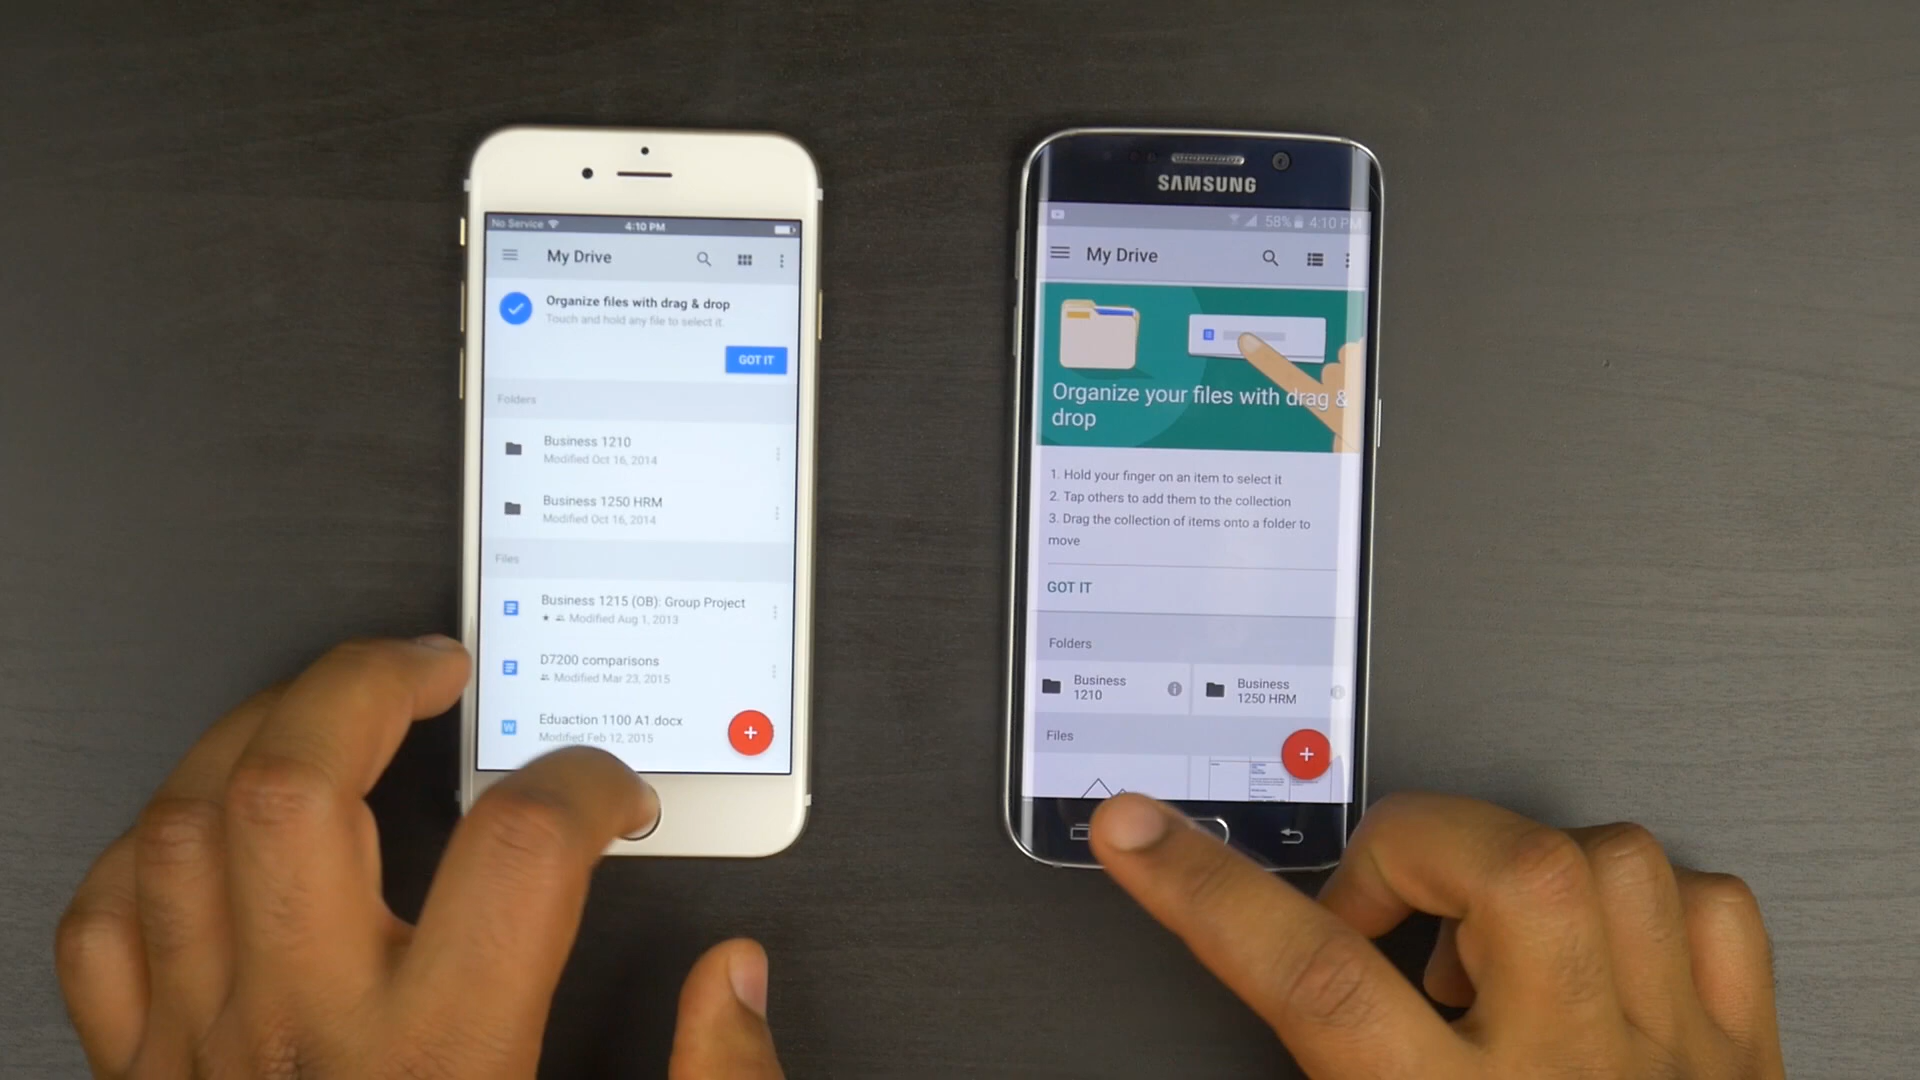 No Service
4:10 PM
My Drive
Organize files with drag & drop
Touch and hold any file to select it.
GOT IT
Folders
Business 1210
Modified Oct 16, 2014
Business 1250 HRM
Modified Oct 16, 2014
Files
Business 1215 (OB): Group Project
Modified Aug 1, 2013
D7200 comparisons
Modified Mar 23, 2015
W
Eduaction 1100 A1.docx
Modified Feb 12, 2015
+
SAMSUNG
58% 4:10 PM
My Drive
Organize your files with drag &
drop
1. Hold your finger on an item to select it
2. Tap others to add them to the collection
3. Drag the collection of items onto a folder to
move
GOT IT
Folders
Business
1210
Business
1250 HRM
Files
+